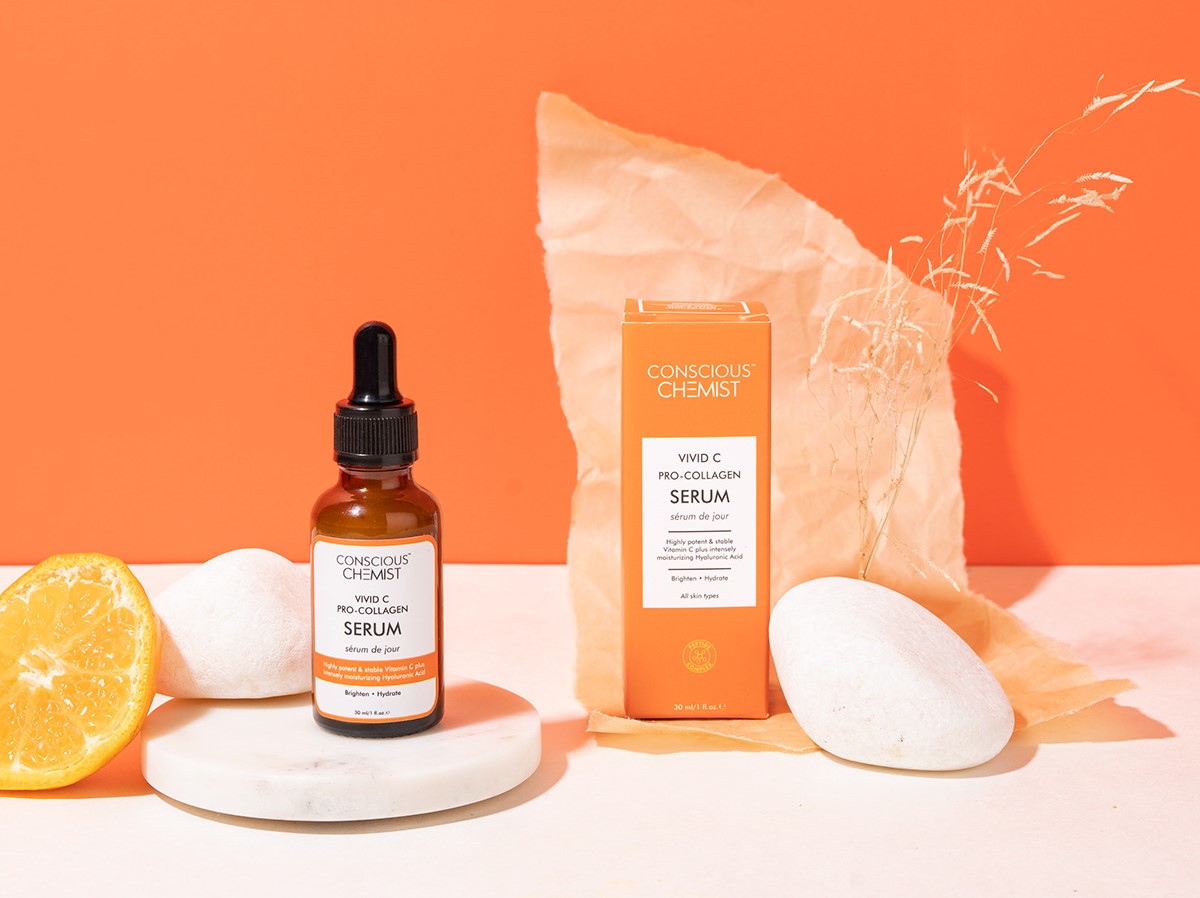 CONSCIOUS™
CHEMIST
VIVID C
PRO-COLLAGEN
SERUM
sérum de jour
Highly potent & stable Vitamin C plus
intensely moisturizing Hyaluronic Acid
Brighten • Hydrate
30 ml/1 fl.oz.℮
CONSCIOUS™
CHEMIST
VIVID C
PRO-COLLAGEN
SERUM
sérum de jour
Highly potent & stable
Vitamin C plus intensely
moisturizing Hyaluronic Acid
Brighten • Hydrate
All skin types
PEPTIDE
COMPLEX
30 ml/1 fl.oz.℮